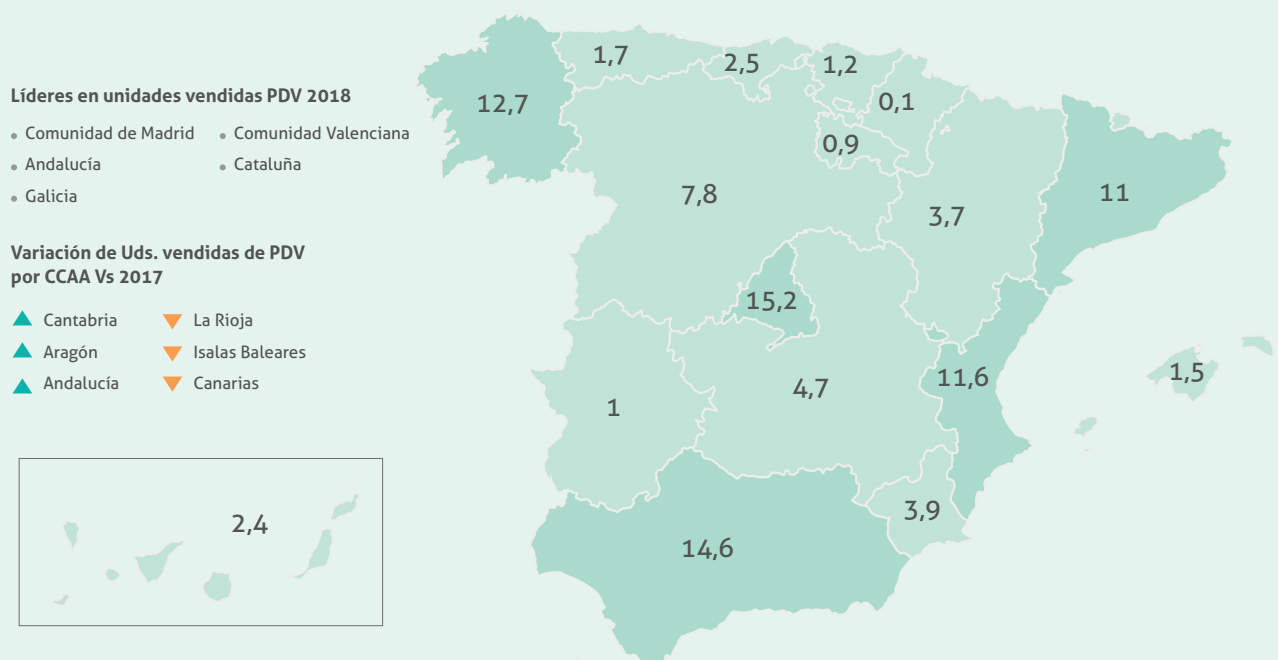 Líderes en unidades vendidas PDV 2018
Comunidad de Madrid
Comunidad Valenciana
Andalucía
Cataluña
Galicia
Variación de Uds. vendidas de PDV
por CCAA Vs 2017
Cantabria
La Rioja
Aragón
Isalas Baleares
Andalucía
Canarias
1,7
2,5
1,2
12,7
0,1
0,9
7,8
3,7
11
15,2
1
4,7
11,6
1,5
3,9
2,4
14,6